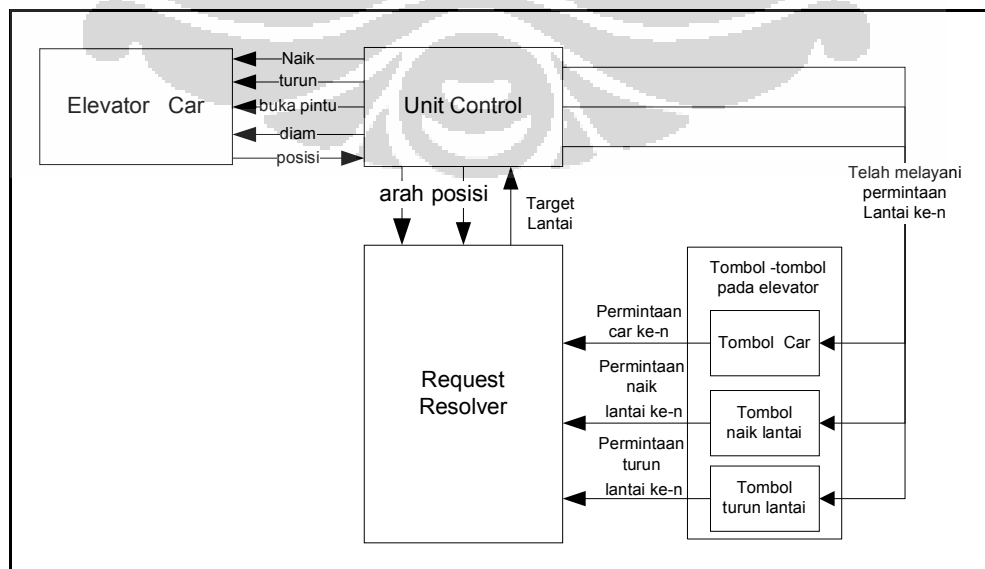 Elevator Car
Naik
turun
buka pintu
diam
posisi
Unit Control
arah posisi
Target
Lantai
Telah melayani
permintaan
Lantai ke-n
Request
Resolver
Permintaan
car ke-n
Permintaan
naik
lantai ke-n
Permintaan
turun
lantai ke-n
Tombol -tombol
pada elevator
Tombol Car
Tombol
naik lantai
Tombol
turun lantai